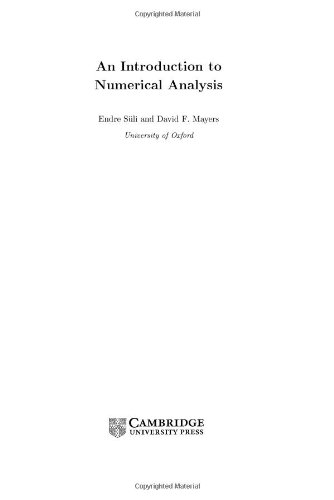 Copyrighted Material
An Introduction to
Numerical Analysis
Endre Süli and David F. Mayers
University of Oxford
CAMBRIDGE
UNIVERSITY PRESS
Copyrighted Material